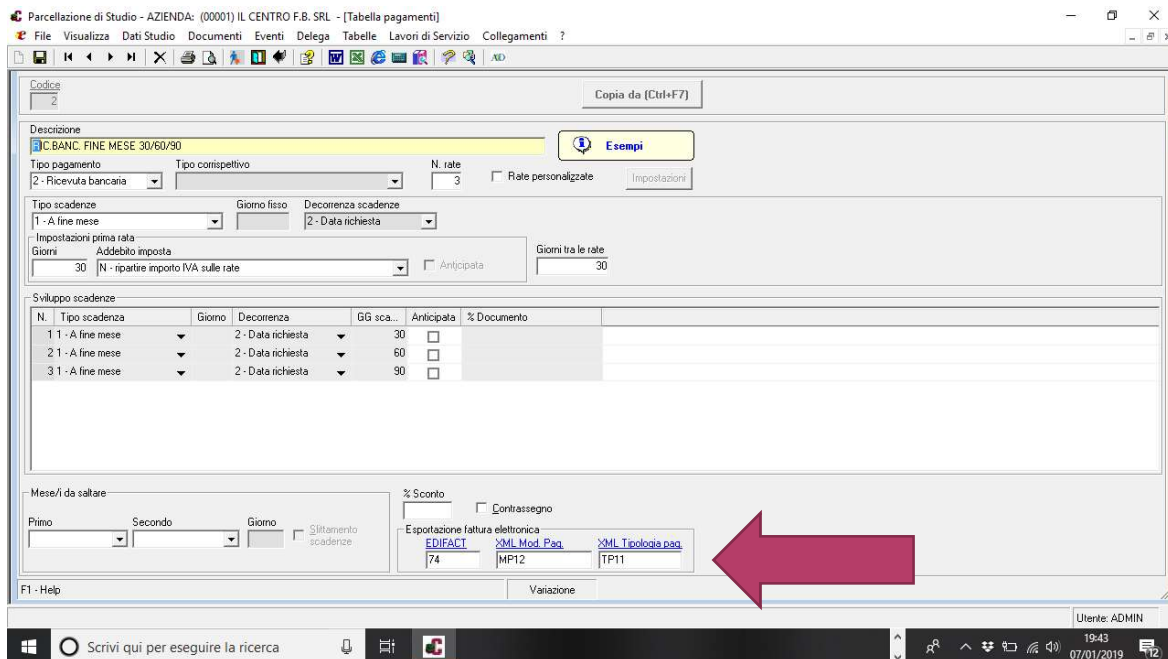 Parcellazione di Studio - AZIENDA: (00001) IL CENTRO F.B. SRL - [Tabella pagamenti]
File Visualizza Dati Studio Documenti Eventi Delega Tabelle Lavori di Servizio Collegamenti ?
Codice
2
Copia da (Ctrl+F7)
Descrizione
RIC.BANC. FINE MESE 30/60/90
Esempi
Tipo pagamento Tipo corrispettivo N. rate
2 - Ricevuta bancaria 3 Rate personalizzate Impostazioni
Tipo scadenze Giorno fisso Decorrenza scadenze
1 - A fine mese 2 - Data richiesta
Impostazioni prima rata
Giorni Addebito imposta Giorni tra le rate
30 N - ripartire importo IVA sulle rate Anticipata 30
Sviluppo scadenze
N. Tipo scadenza Giorno Decorrenza GG sca... Anticipata % Documento
1 1 - A fine mese 2 - Data richiesta 30
2 1 - A fine mese 2 - Data richiesta 60
3 1 - A fine mese 2 - Data richiesta 90
Mese/i da saltare % Sconto
Contrassegno
Primo Secondo Giorno Slittamento scadenze
Esportazione fattura elettronica
EDIFACT XML Mod. Pag. XML Tipologia pag.
74 MP12 TP11
F1 - Help Variazione
Utente: ADMIN
Scrivi qui per eseguire la ricerca 19:43
07/01/2019 12